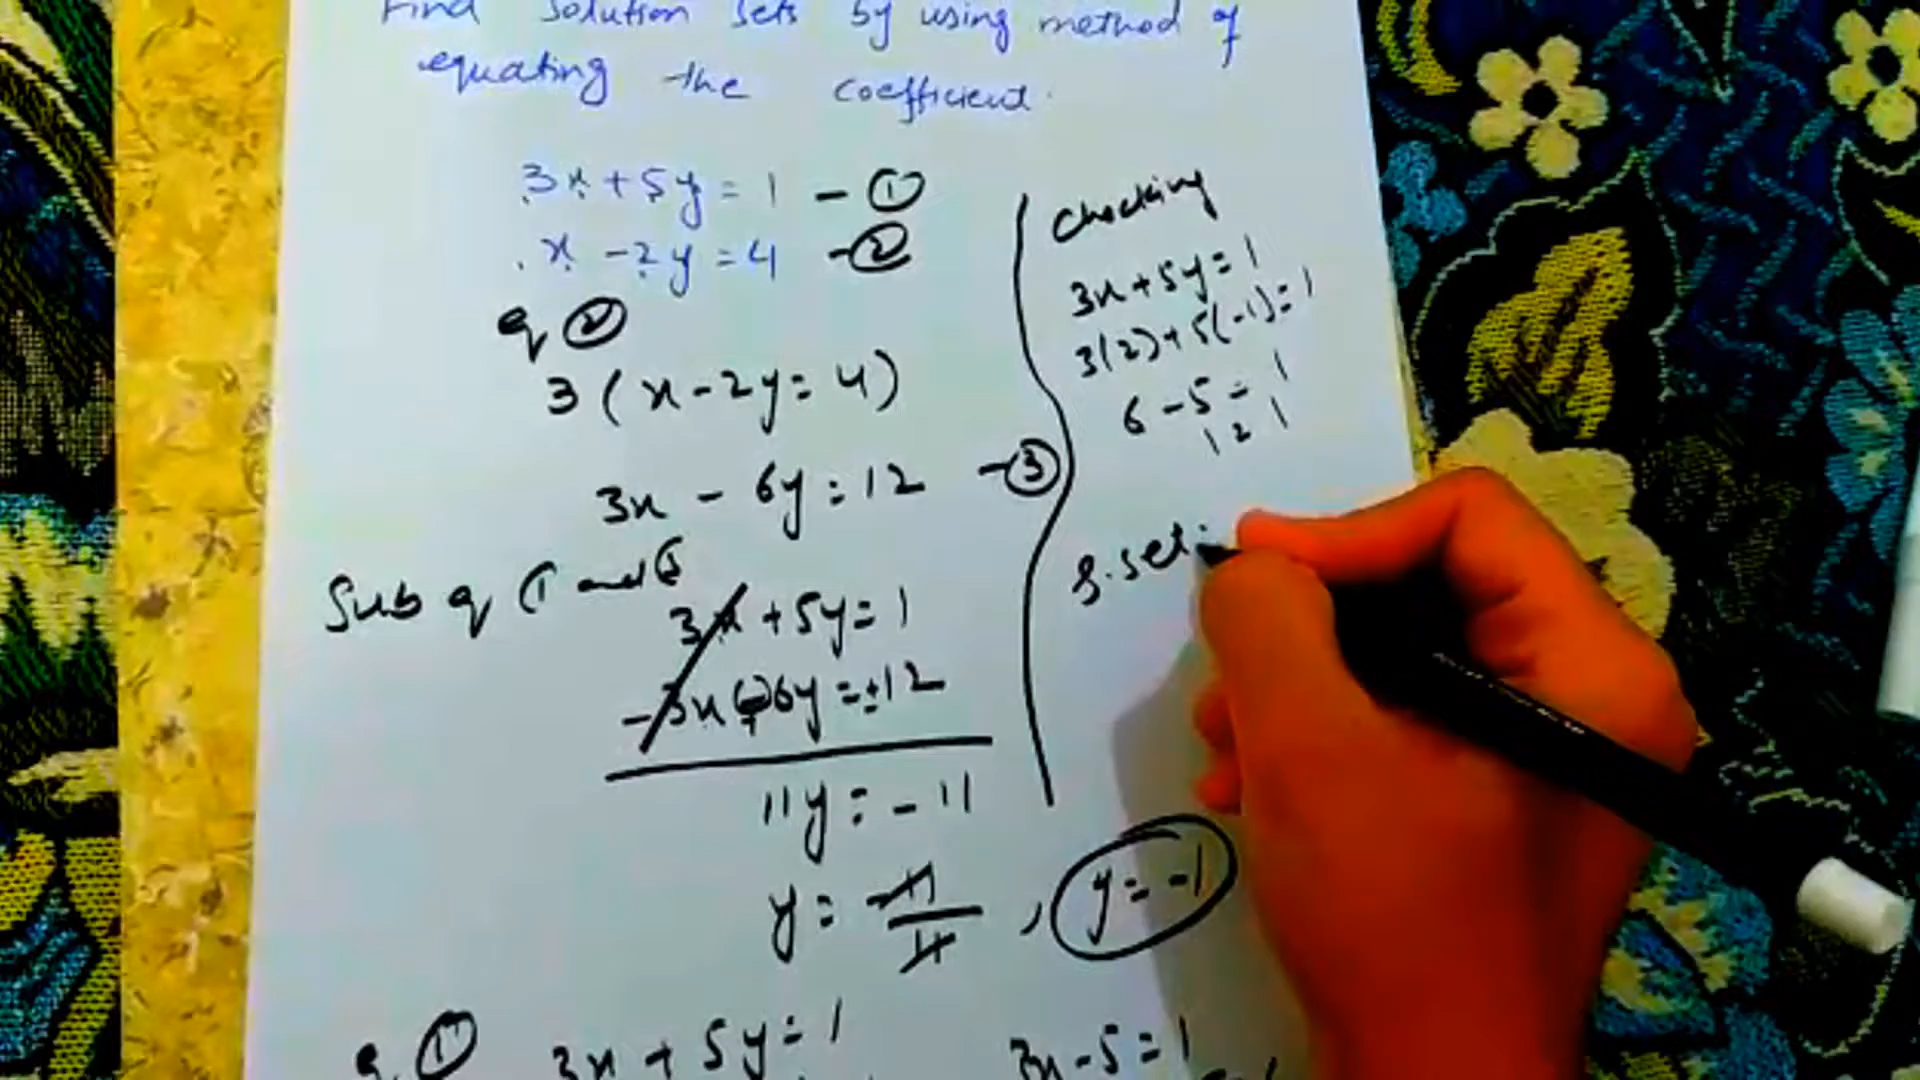 Find solution sets by using method of
equating the coefficient.
3x + 5y = 1 - ①
x - 2y = 4 - ②
eq ②
3 ( x - 2y = 4 )
3x - 6y = 12 - ③
Sub eq ① and
3x + 5y = 1
- 3x (-) 6y = ± 12
11y = - 11
y = -11/11 , y = -1
eq ① 3x + 5y = 1
3x - 5 = 1
Checking
3x + 5y = 1
3(2) + 5(-1) = 1
6 - 5 = 1
1 = 1
S.set: